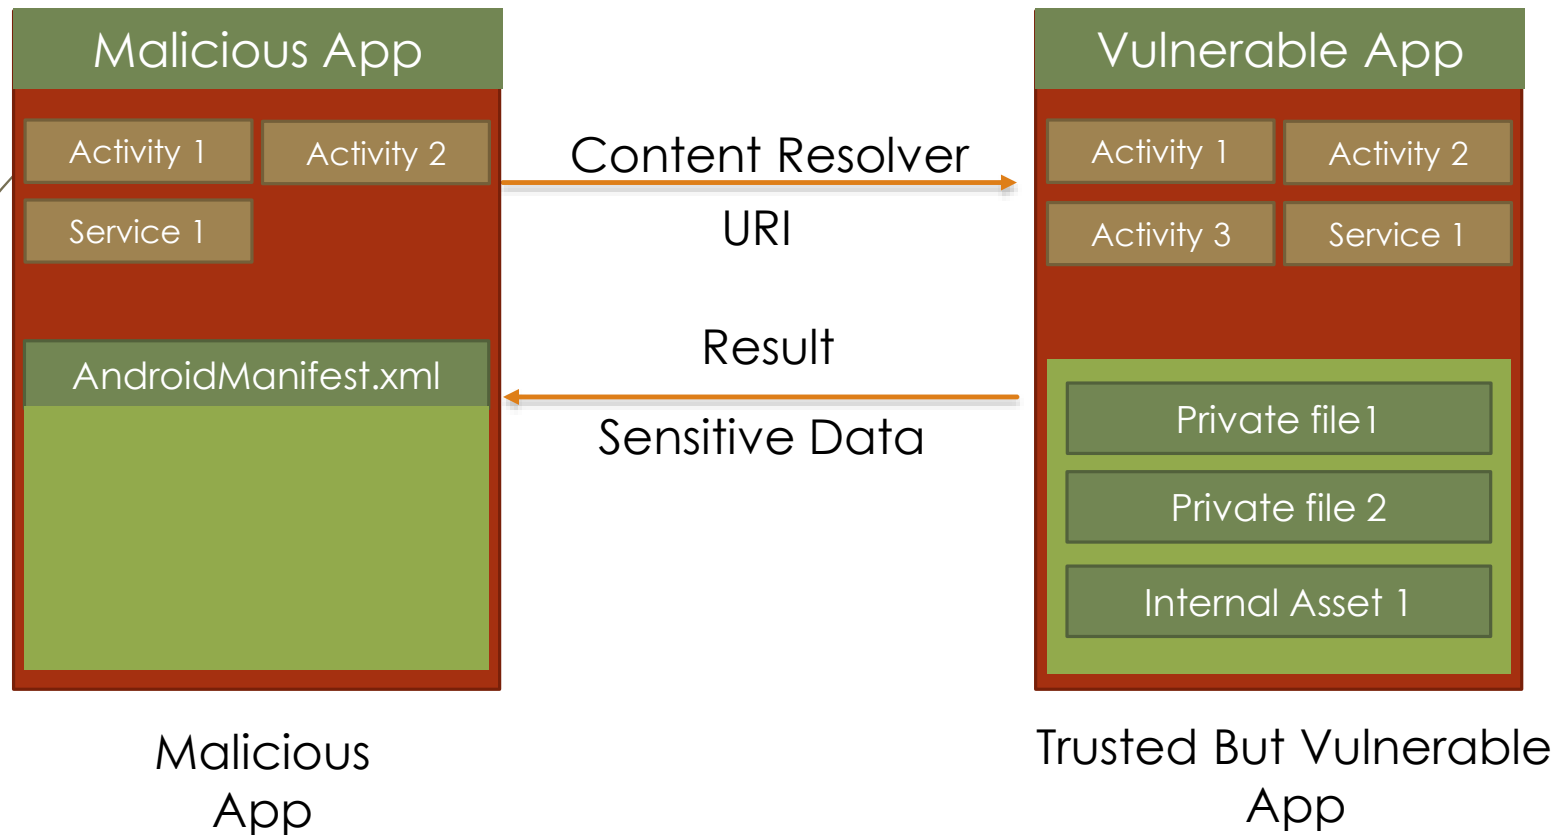 Malicious App
Activity 1
Activity 2
Service 1
AndroidManifest.xml
Malicious
App
Content Resolver
URI
Result
Sensitive Data
Vulnerable App
Activity 1
Activity 2
Activity 3
Service 1
Private file1
Private file 2
Internal Asset 1
Trusted But Vulnerable
App